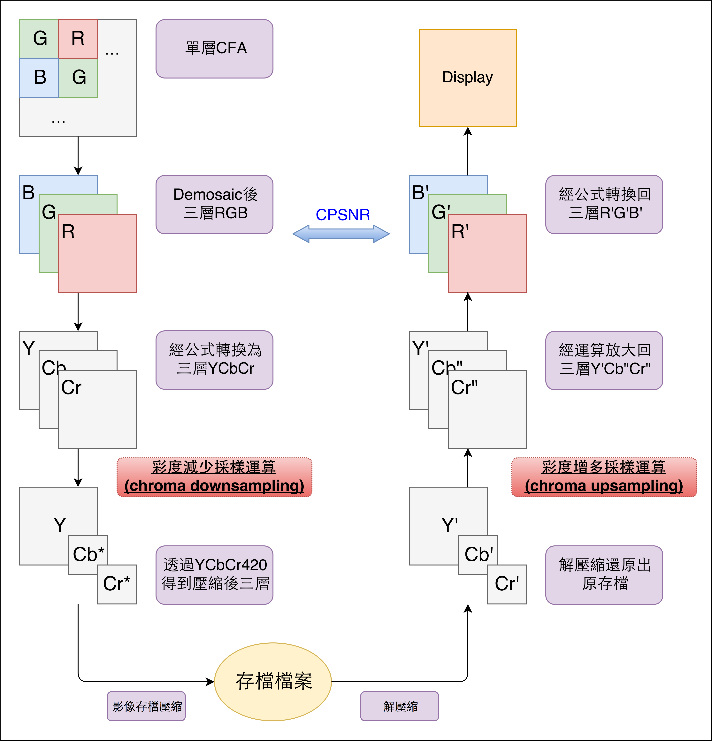 G R ...
B G
...
單層CFA
B
G
R
Demosaic後
三層RGB
Y
Cb
Cr
經公式轉換為
三層YCbCr
彩度減少採樣運算
(chroma downsampling)
Y
Cb*
Cr*
透過YCbCr420
得到壓縮後三層
影像存檔壓縮
存檔檔案
解壓縮
CPSNR
Display
B'
G'
R'
經公式轉換回
三層R'G'B'
Y'
Cb"
Cr"
經運算放大回
三層Y'Cb"Cr"
彩度增多採樣運算
(chroma upsampling)
Y'
Cb'
Cr'
解壓縮還原出
原存檔